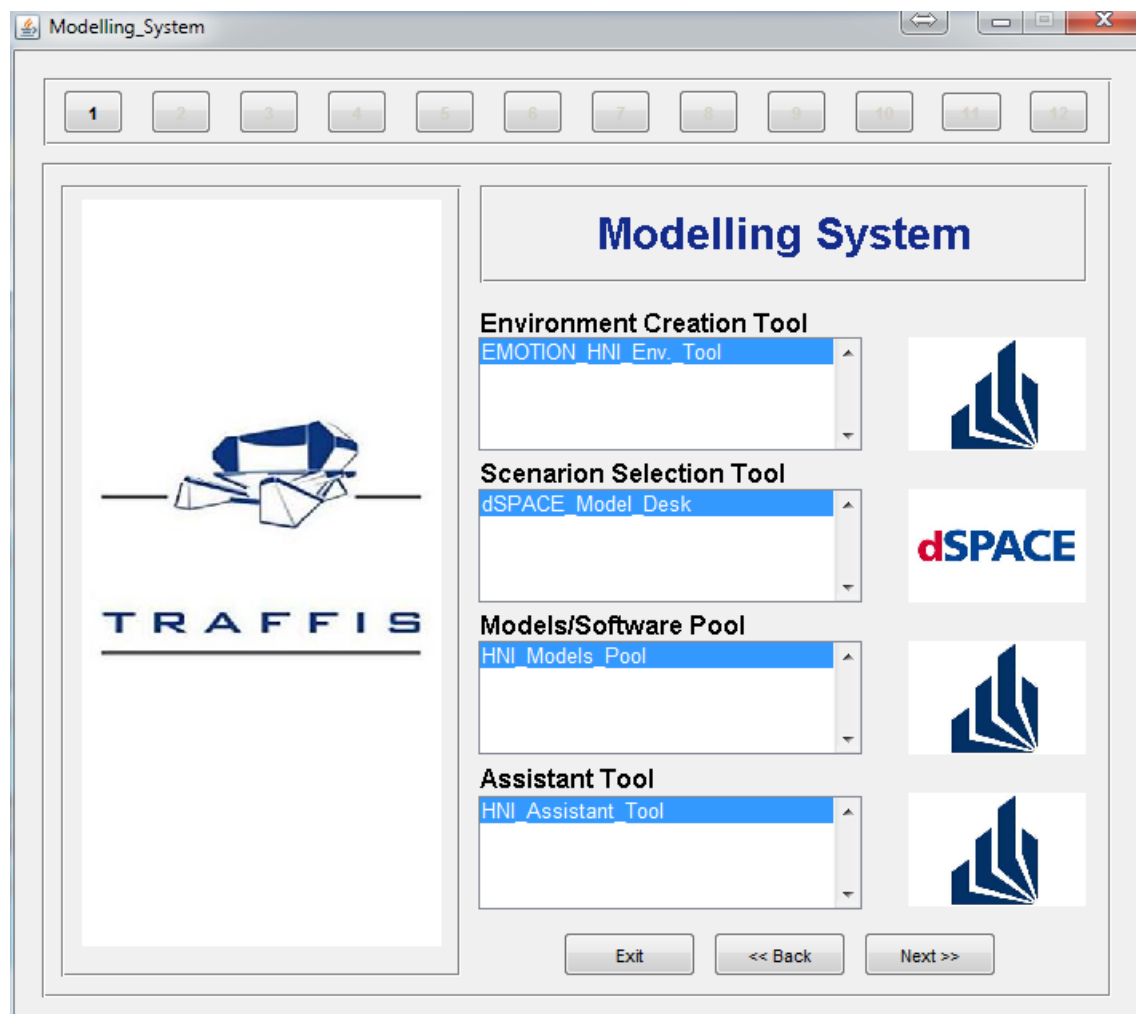 Modelling_System
1 2 3 4 5 6 7 8 9 10 11 12
TRAFFIS
Modelling System
Environment Creation Tool
EMOTION_HNI_Env._Tool
Scenarion Selection Tool
dSPACE_Model_Desk
dSPACE
Models/Software Pool
HNI_Models_Pool
Assistant Tool
HNI_Assistant_Tool
Exit << Back Next >>